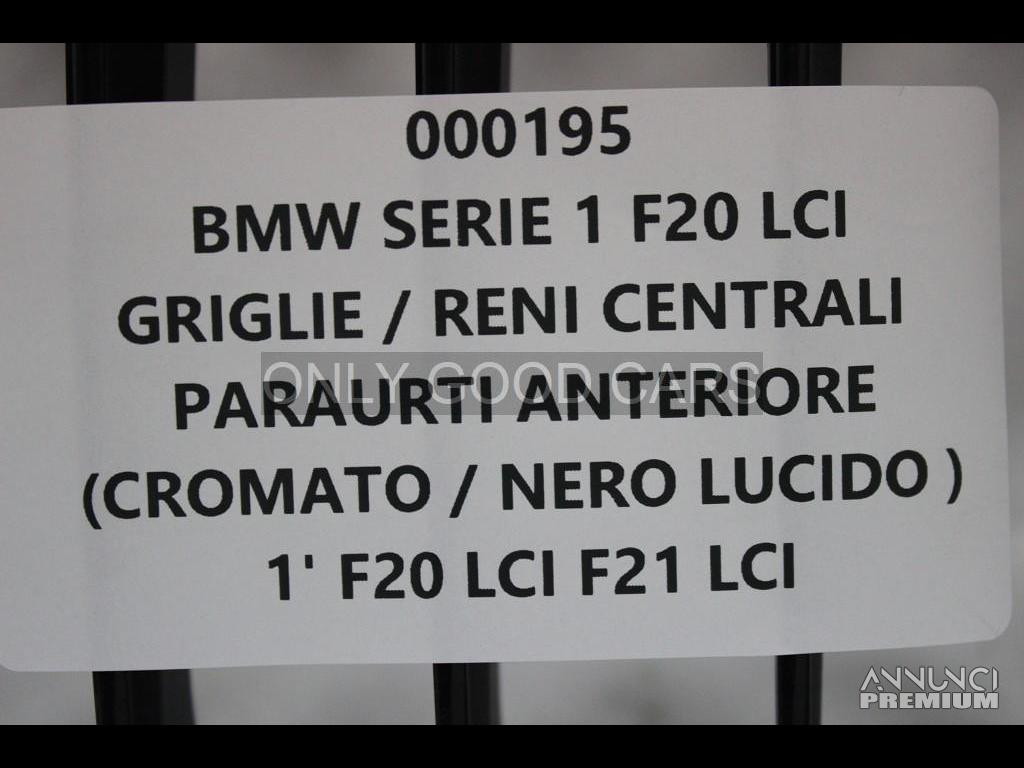 000195
BMW SERIE 1 F20 LCI
GRIGLIE / RENI CENTRALI
ONLY GOOD CARS
PARAURTI ANTERIORE
(CROMATO / NERO LUCIDO )
1' F20 LCI F21 LCI
ANNUNCI
PREMIUM